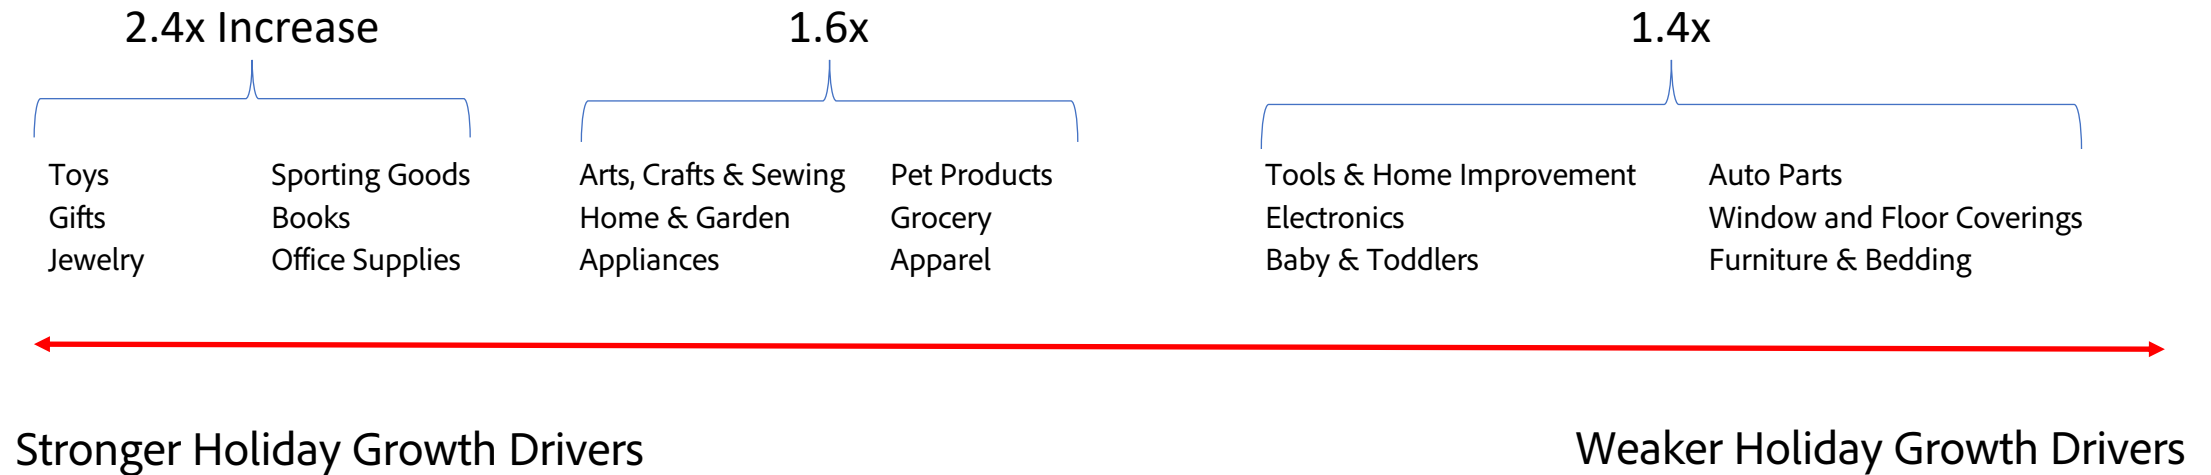 2.4x Increase
1.6x
1.4x
Toys
Gifts
Jewelry
Sporting Goods
Books
Office Supplies
Arts, Crafts & Sewing
Home & Garden
Appliances
Pet Products
Grocery
Apparel
Tools & Home Improvement
Electronics
Baby & Toddlers
Auto Parts
Window and Floor Coverings
Furniture & Bedding
Stronger Holiday Growth Drivers
Weaker Holiday Growth Drivers